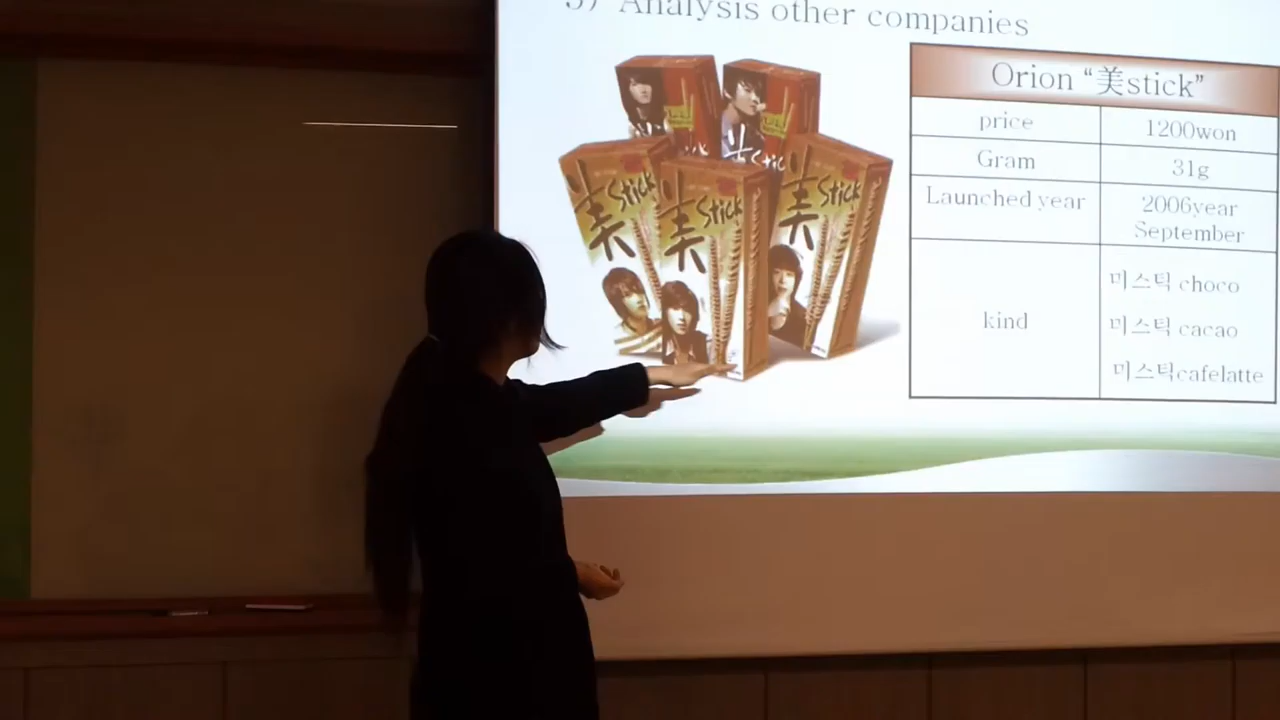 Analysis other companies
Orion “美stick”
price 1200won
Gram 31g
Launched year 2006year
September
kind
미스틱 choco
미스틱 cacao
미스틱cafelatte
美 Stick
美 Stick
美 Stick